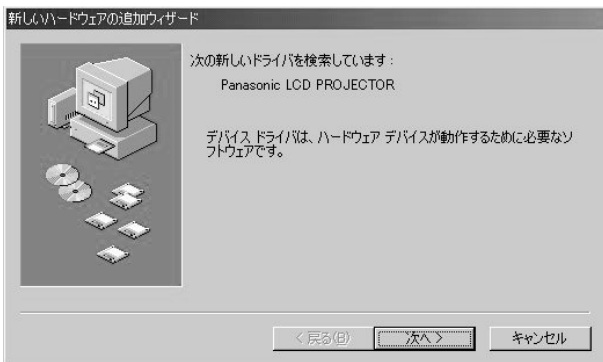 新しいハードウェアの追加ウィザード
次の新しいドライバを検索しています:
Panasonic LCD PROJECTOR
デバイス ドライバは、ハードウェア デバイスが動作するために必要なソ
フトウェアです。
< 戻る(B)
次へ >
キャンセル